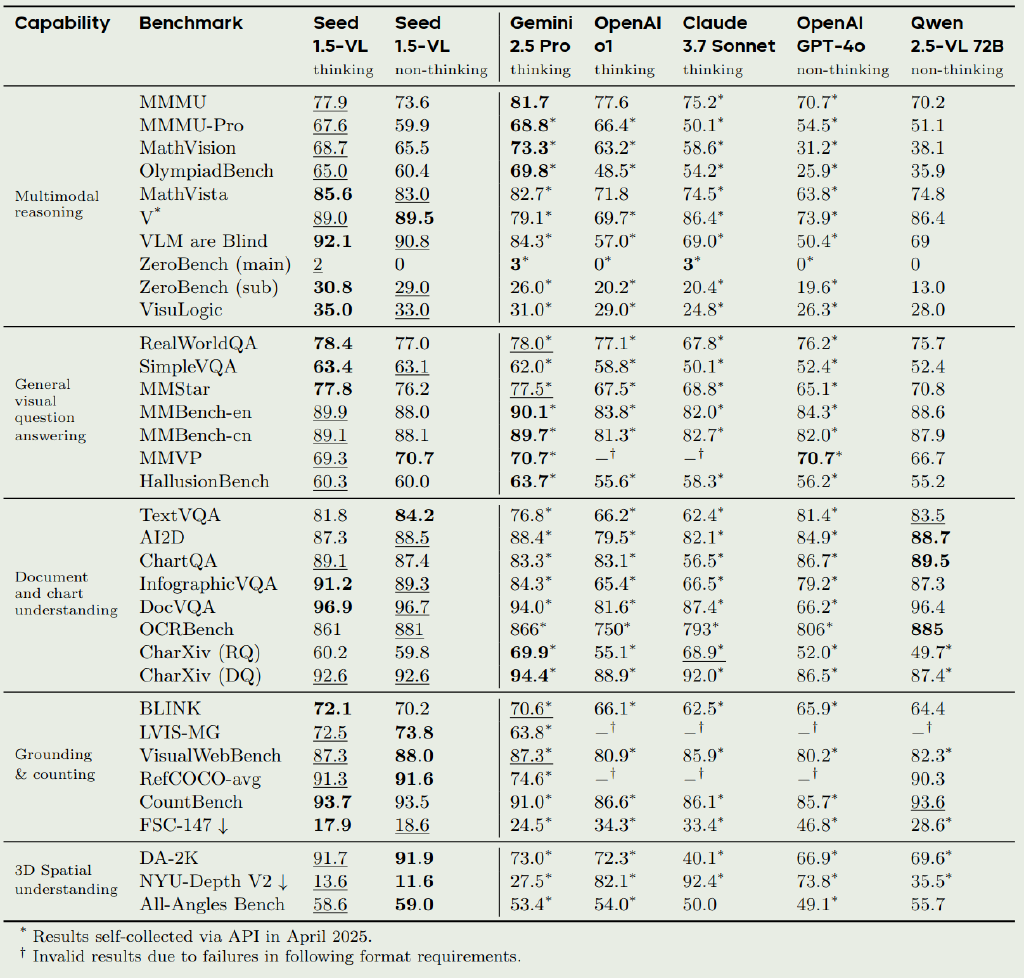 Capability Benchmark Seed 1.5-VL thinking Seed 1.5-VL non-thinking Gemini 2.5 Pro thinking OpenAI o1 thinking Claude 3.7 Sonnet thinking OpenAI GPT-4o non-thinking Qwen 2.5-VL 72B non-thinking
Multimodal reasoning
MMMU 77.9 73.6 81.7 77.6 75.2* 70.7* 70.2
MMMU-Pro 67.6 59.9 68.8* 66.4* 50.1* 54.5* 51.1
MathVision 68.7 65.5 73.3* 63.2* 58.6* 31.2* 38.1
OlympiadBench 65.0 60.4 69.8* 48.5* 54.2* 25.9* 35.9
MathVista 85.6 83.0 82.7* 71.8 74.5* 63.8* 74.8
V* 89.0 89.5 79.1* 69.7* 86.4* 73.9* 86.4
VLM are Blind 92.1 90.8 84.3* 57.0* 69.0* 50.4* 69
ZeroBench (main) 2 0 3* 0* 3* 0* 0
ZeroBench (sub) 30.8 29.0 26.0* 20.2* 20.4* 19.6* 13.0
VisuLogic 35.0 33.0 31.0* 29.0* 24.8* 26.3* 28.0
General visual question answering
RealWorldQA 78.4 77.0 78.0* 77.1* 67.8* 76.2* 75.7
SimpleVQA 63.4 63.1 62.0* 58.8* 50.1* 52.4* 52.4
MMStar 77.8 76.2 77.5* 67.5* 68.8* 65.1* 70.8
MMBench-en 89.9 88.0 90.1* 83.8* 82.0* 84.3* 88.6
MMBench-cn 89.1 88.1 89.7* 81.3* 82.7* 82.0* 87.9
MMVP 69.3 70.7 70.7* –† –† 70.7* 66.7
HallusionBench 60.3 60.0 63.7* 55.6* 58.3* 56.2* 55.2
Document and chart understanding
TextVQA 81.8 84.2 76.8* 66.2* 62.4* 81.4* 83.5
AI2D 87.3 88.5 88.4* 79.5* 82.1* 84.9* 88.7
ChartQA 89.1 87.4 83.3* 83.1* 56.5* 86.7* 89.5
InfographicVQA 91.2 89.3 84.3* 65.4* 66.5* 79.2* 87.3
DocVQA 96.9 96.7 94.0* 81.6* 87.4* 66.2* 96.4
OCRBench 861 881 866* 750* 793* 806* 885
CharXiv (RQ) 60.2 59.8 69.9* 55.1* 68.9* 52.0* 49.7*
CharXiv (DQ) 92.6 92.6 94.4* 88.9* 92.0* 86.5* 87.4*
Grounding & counting
BLINK 72.1 70.2 70.6* 66.1* 62.5* 65.9* 64.4
LVIS-MG 72.5 73.8 63.8* –† –† –† –†
VisualWebBench 87.3 88.0 87.3* 80.9* 85.9* 80.2* 82.3*
RefCOCO-avg 91.3 91.6 74.6* –† –† –† 90.3
CountBench 93.7 93.5 91.0* 86.6* 86.1* 85.7* 93.6
FSC-147 ↓ 17.9 18.6 24.5* 34.3* 33.4* 46.8* 28.6*
3D Spatial understanding
DA-2K 91.7 91.9 73.0* 72.3* 40.1* 66.9* 69.6*
NYU-Depth V2 ↓ 13.6 11.6 27.5* 82.1* 92.4* 73.8* 35.5*
All-Angles Bench 58.6 59.0 53.4* 54.0* 50.0 49.1* 55.7
* Results self-collected via API in April 2025.
† Invalid results due to failures in following format requirements.